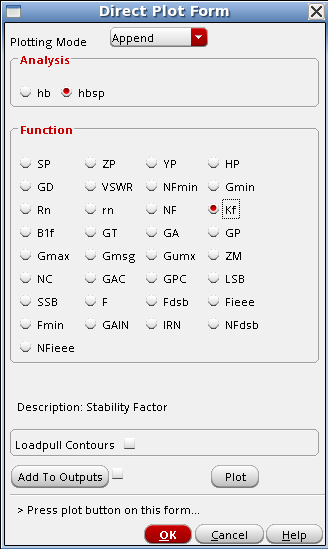 Direct Plot Form
Plotting Mode Append
Analysis
hb hbsp
Function
SP ZP YP HP
GD VSWR NFmin Gmin
Rn rn NF Kf
B1f GT GA GP
Gmax Gmsg Gumx ZM
NC GAC GPC LSB
SSB F Fdsb Fieee
Fmin GAIN IRN NFdsb
NFieee
Description: Stability Factor
Loadpull Contours
Add To Outputs Plot
> Press plot button on this form...
OK Cancel Help